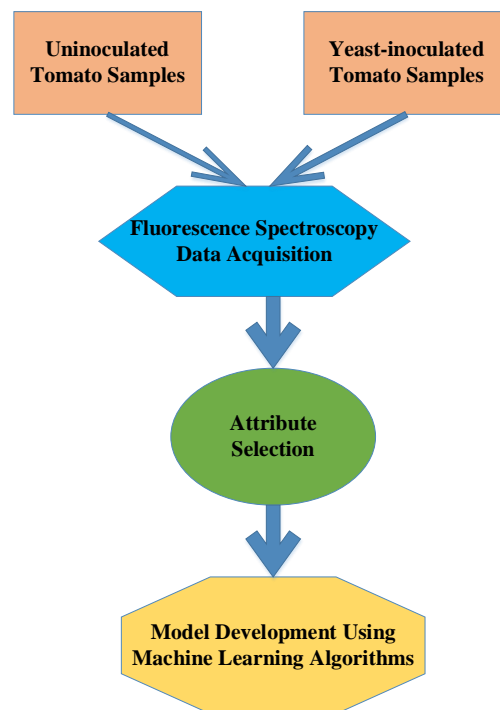 Uninoculated
Tomato Samples
Yeast-inoculated
Tomato Samples
Fluorescence Spectroscopy
Data Acquisition
Attribute
Selection
Model Development Using
Machine Learning Algorithms